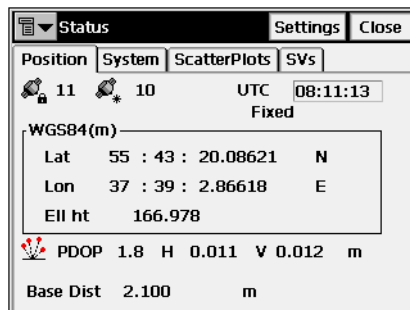 Status Settings Close
Position System ScatterPlots SVs
11 10 UTC 08:11:13
Fixed
WGS84(m)
Lat 55 : 43 : 20.08621 N
Lon 37 : 39 : 2.86618 E
Ell ht 166.978
PDOP 1.8 H 0.011 V 0.012 m
Base Dist 2.100 m